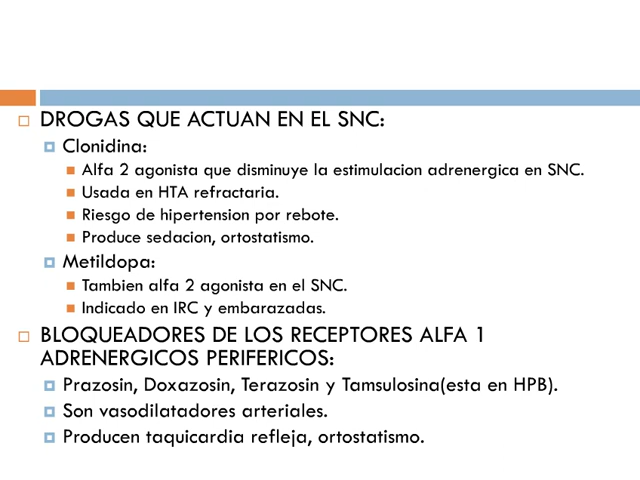 DROGAS QUE ACTUAN EN EL SNC:
Clonidina:
Alfa 2 agonista que disminuye la estimulacion adrenergica en SNC.
Usada en HTA refractaria.
Riesgo de hipertension por rebote.
Produce sedacion, ortostatismo.
Metildopa:
Tambien alfa 2 agonista en el SNC.
Indicado en IRC y embarazadas.
BLOQUEADORES DE LOS RECEPTORES ALFA 1
ADRENERGICOS PERIFERICOS:
Prazosin, Doxazosin, Terazosin y Tamsulosina(esta en HPB).
Son vasodilatadores arteriales.
Producen taquicardia refleja, ortostatismo.